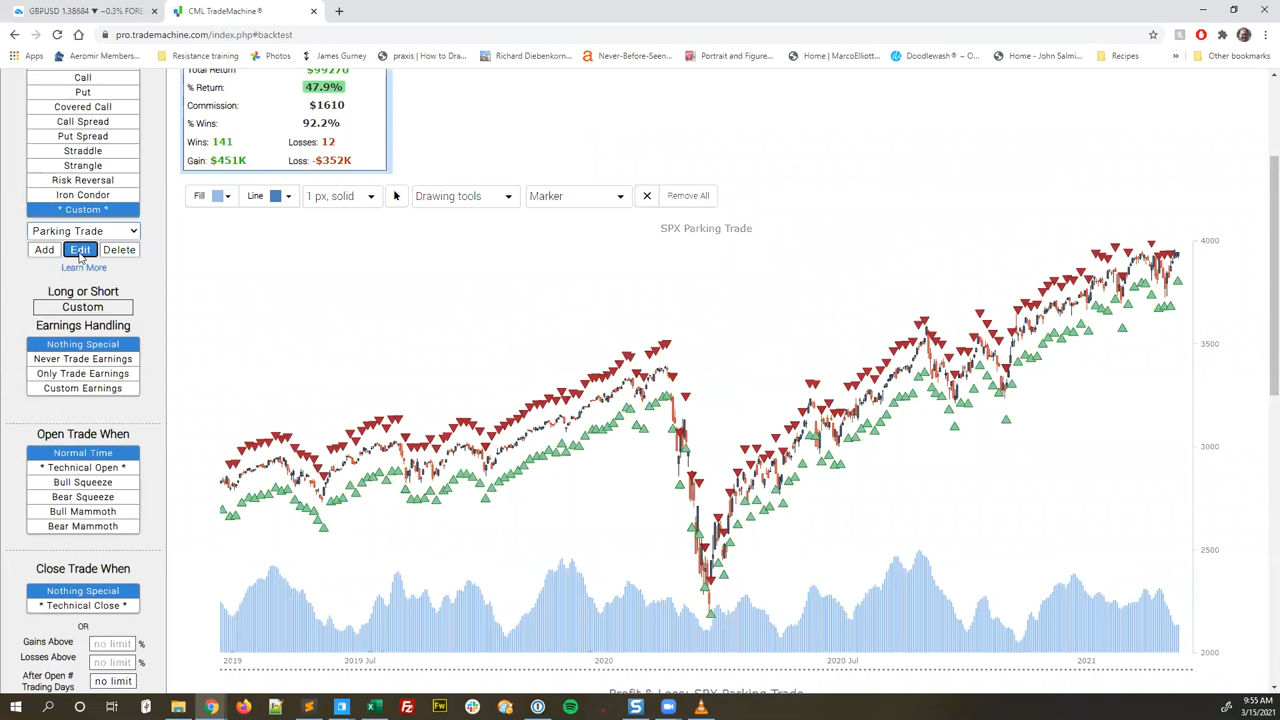 GBPUSD 1.38684 ▼ −0.3% FORE
CML TradeMachine®
pro.trademachine.com/index.php#backtest
Apps
Aeromir Members...
Resistance training
Photos
James Gurney
praxis | How to Dra...
Richard Diebenkorn...
Never-Before-Seen...
Portrait and Figure...
Home - MarcoElliott...
Doodlewash® ~ O...
Home - John Salmi...
Recipes
»
Other bookmarks
Call
Put
Covered Call
Call Spread
Put Spread
Straddle
Strangle
Risk Reversal
Iron Condor
* Custom *
Parking Trade
Add
Edit
Delete
Learn More
Long or Short
Custom
Earnings Handling
Nothing Special
Never Trade Earnings
Only Trade Earnings
Custom Earnings
Open Trade When
Normal Time
* Technical Open *
Bull Squeeze
Bear Squeeze
Bull Mammoth
Bear Mammoth
Close Trade When
Nothing Special
* Technical Close *
OR
Gains Above no limit %
Losses Above no limit %
After Open #
Trading Days no limit
Total Return $99270
% Return: 47.9%
Commission: $1610
% Wins: 92.2%
Wins: 141 Losses: 12
Gain: $451K Loss: -$352K
Fill
Line
1 px, solid
Drawing tools
Marker
Remove All
SPX Parking Trade
4000
3500
3000
2500
2000
2019
2019 Jul
2020
2020 Jul
2021
Profit & Loss: SPX Parking Trade
9:55 AM
3/15/2021